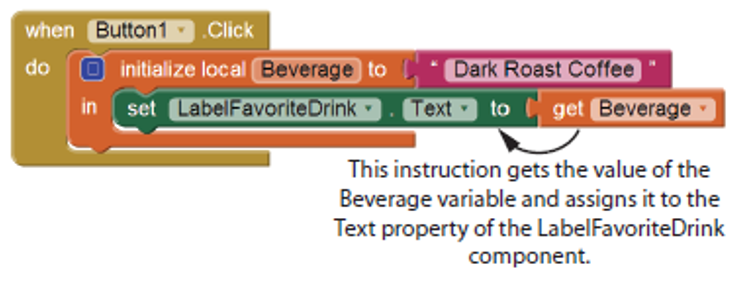 when Button1 .Click
do initialize local Beverage to " Dark Roast Coffee "
in set LabelFavoriteDrink . Text to get Beverage
This instruction gets the value of the
Beverage variable and assigns it to the
Text property of the LabelFavoriteDrink
component.